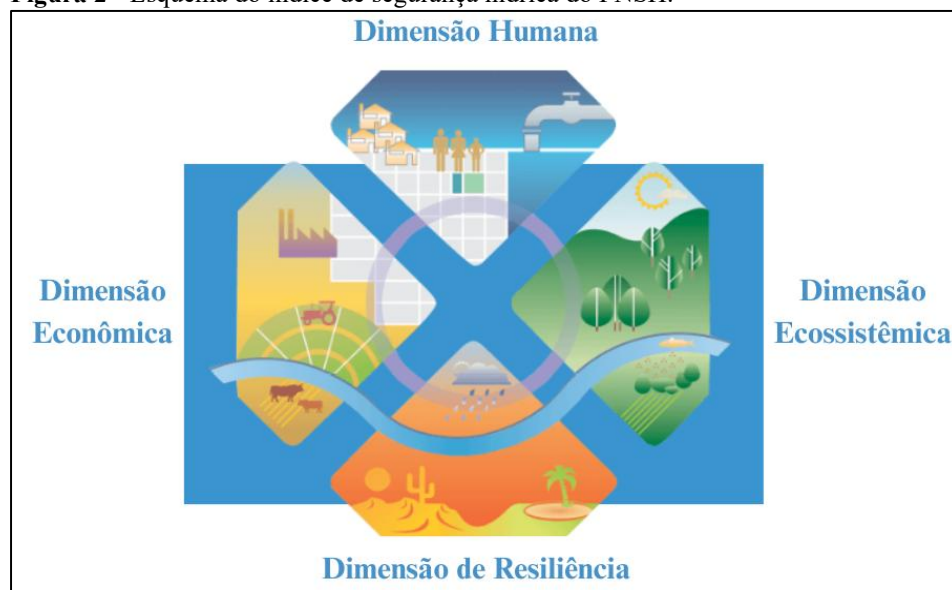 Figura 2 - Esquema do índice de segurança hídrica do PNSH.
Dimensão Humana
Dimensão
Econômica
Dimensão
Ecossistêmica
Dimensão de Resiliência